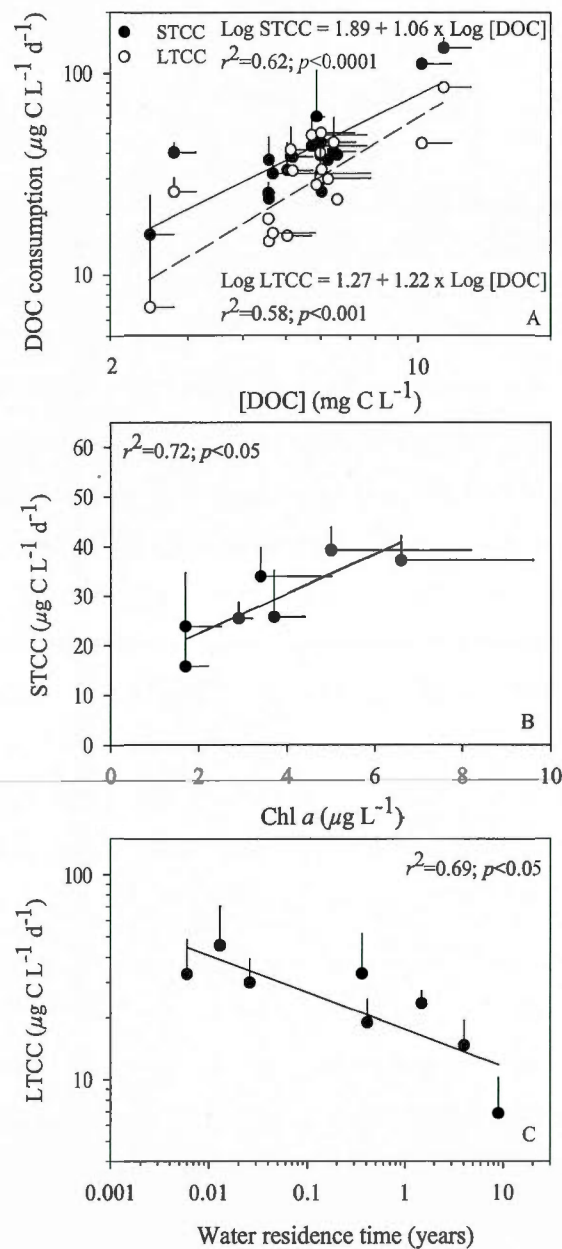 STCC Log STCC = 1.89 + 1.06 x Log [DOC]
LTCC r²=0.62; p<0.0001
100
10
DOC consumption (µg C L⁻¹ d⁻¹)
Log LTCC = 1.27 + 1.22 x Log [DOC]
r²=0.58; p<0.001
A
2
10
[DOC] (mg C L⁻¹)
r²=0.72; p<0.05
60
50
40
30
20
10
0
STCC (µg C L⁻¹ d⁻¹)
B
0 2 4 6 8 10
Chl a (µg L⁻¹)
r²=0.69; p<0.05
100
10
LTCC (µg C L⁻¹ d⁻¹)
C
0.001 0.01 0.1 1 10
Water residence time (years)